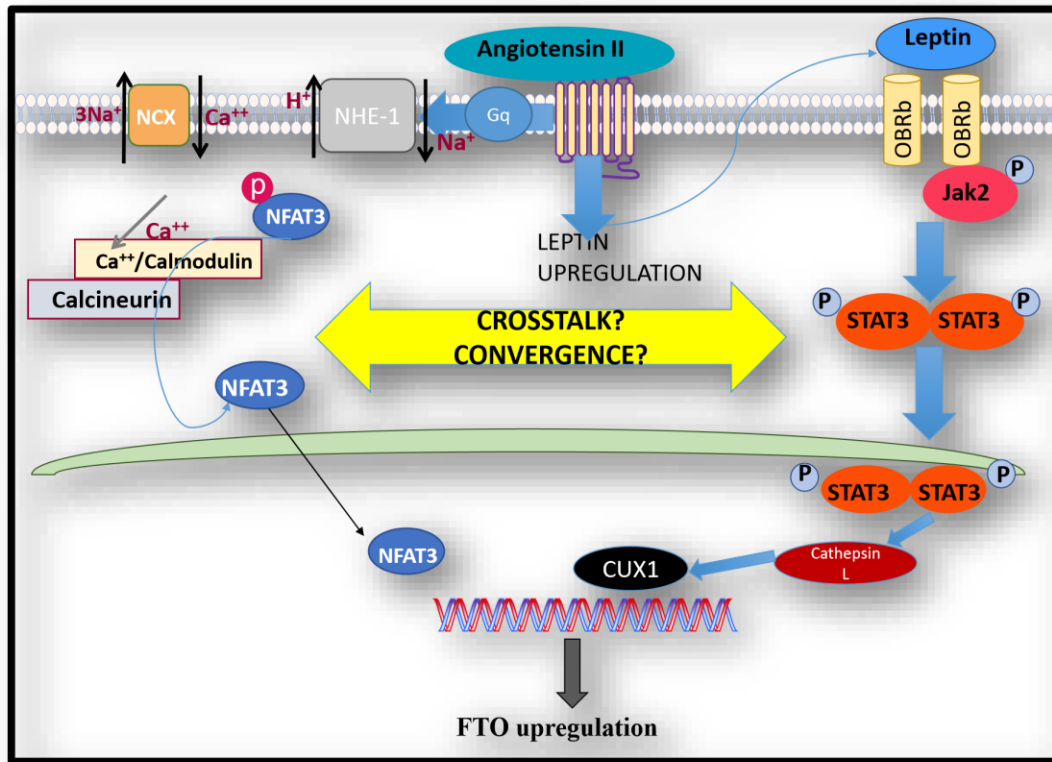 Angiotensin II
Leptin
3Na⁺
NCX
Ca⁺⁺
H⁺
NHE-1
Na⁺
Gq
OBRb
OBRb
P
Jak2
p
NFAT3
Ca⁺⁺
Ca⁺⁺/Calmodulin
Calcineurin
LEPTIN
UPREGULATION
CROSSTALK?
CONVERGENCE?
P
STAT3
STAT3
P
NFAT3
P
STAT3
STAT3
P
NFAT3
CUX1
Cathepsin
L
FTO upregulation